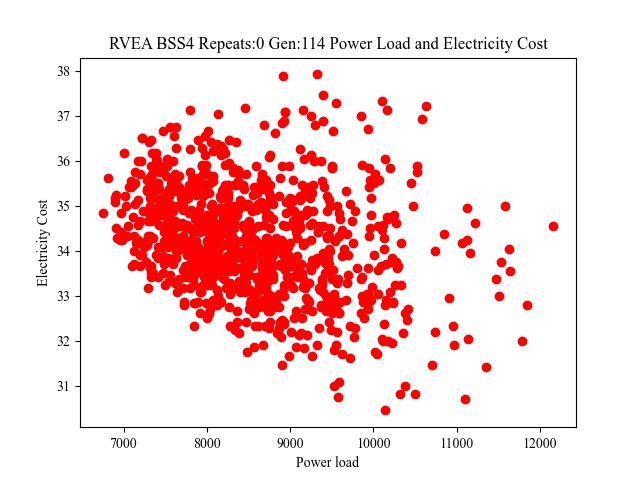 RVEA BSS4 Repeats:0 Gen:114 Power Load and Electricity Cost
38
37
36
35
34
33
32
31
Electricity Cost
7000 8000 9000 10000 11000 12000
Power load